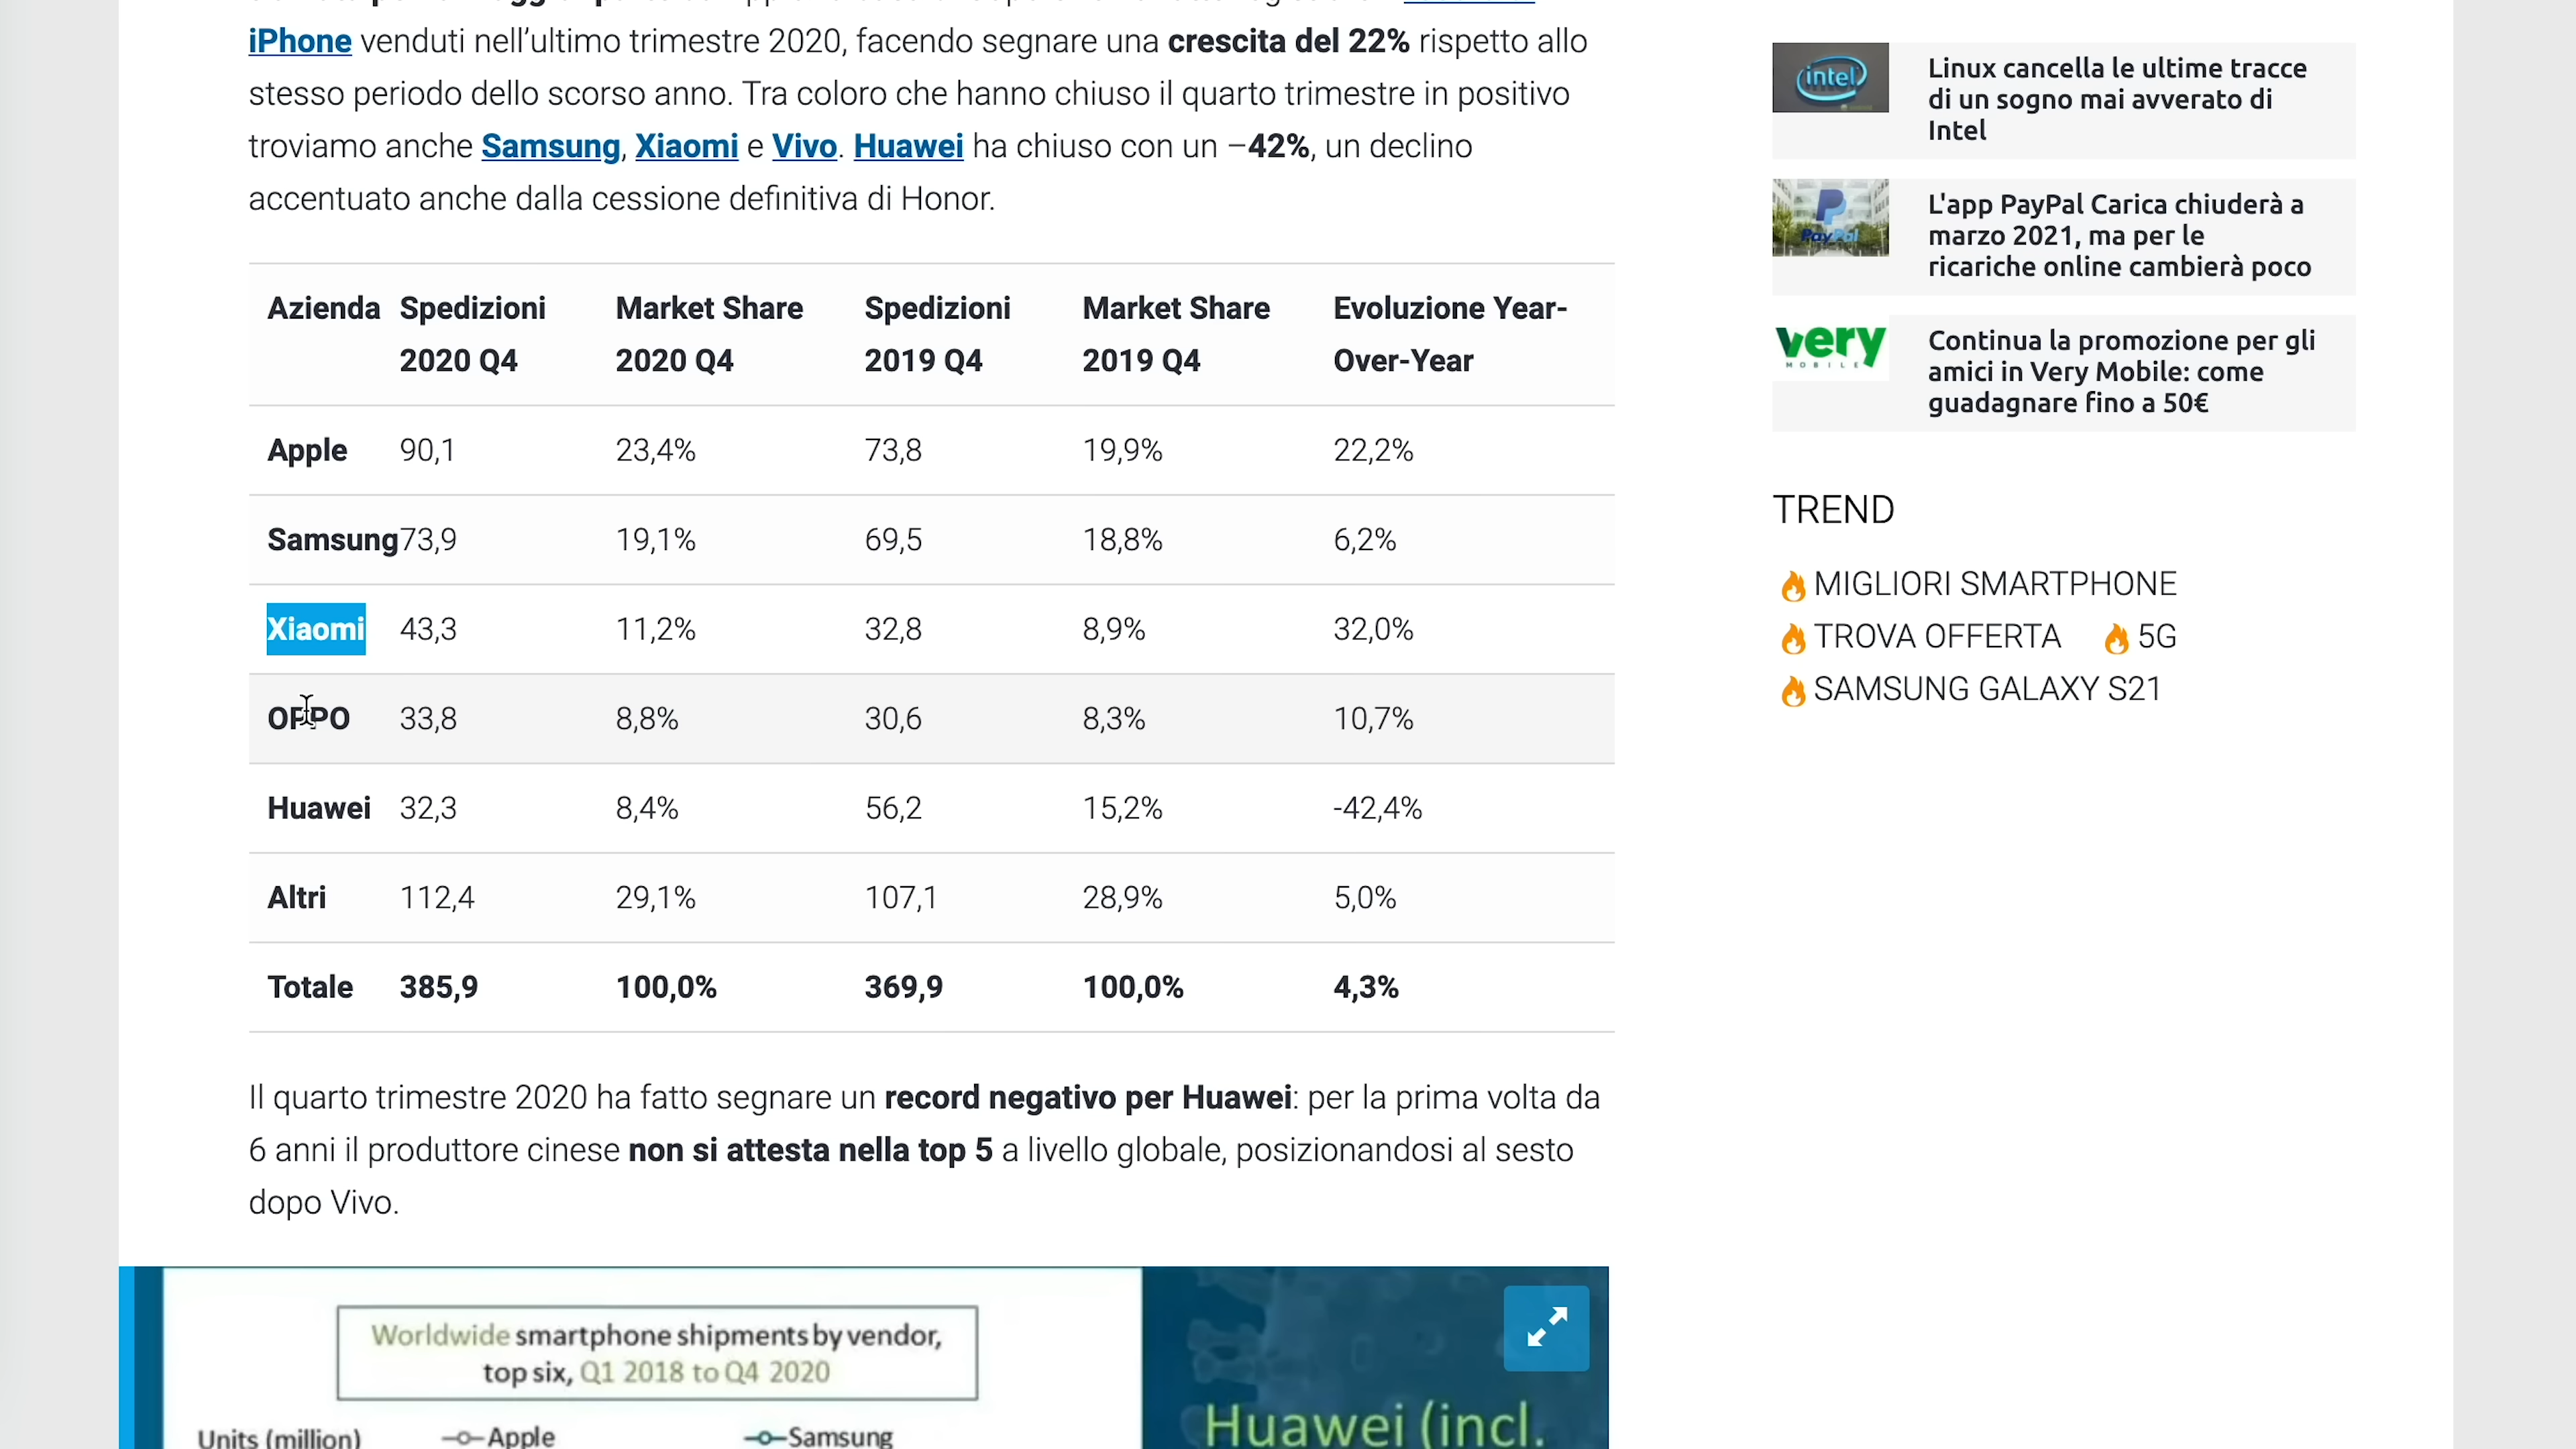 iPhone venduti nell’ultimo trimestre 2020, facendo segnare una crescita del 22% rispetto allo
stesso periodo dello scorso anno. Tra coloro che hanno chiuso il quarto trimestre in positivo
troviamo anche Samsung, Xiaomi e Vivo. Huawei ha chiuso con un –42%, un declino
accentuato anche dalla cessione definitiva di Honor.
Azienda Spedizioni 2020 Q4 Market Share 2020 Q4 Spedizioni 2019 Q4 Market Share 2019 Q4 Evoluzione Year-Over-Year
Apple 90,1 23,4% 73,8 19,9% 22,2%
Samsung 73,9 19,1% 69,5 18,8% 6,2%
Xiaomi 43,3 11,2% 32,8 8,9% 32,0%
OPPO 33,8 8,8% 30,6 8,3% 10,7%
Huawei 32,3 8,4% 56,2 15,2% -42,4%
Altri 112,4 29,1% 107,1 28,9% 5,0%
Totale 385,9 100,0% 369,9 100,0% 4,3%
Il quarto trimestre 2020 ha fatto segnare un record negativo per Huawei: per la prima volta da
6 anni il produttore cinese non si attesta nella top 5 a livello globale, posizionandosi al sesto
dopo Vivo.
Worldwide smartphone shipments by vendor,
top six, Q1 2018 to Q4 2020
Units (million) Apple Samsung
Huawei (incl.
intel
Linux cancella le ultime tracce
di un sogno mai avverato di
Intel
PayPal
L'app PayPal Carica chiuderà a
marzo 2021, ma per le
ricariche online cambierà poco
very
MOBILE
Continua la promozione per gli
amici in Very Mobile: come
guadagnare fino a 50€
TREND
MIGLIORI SMARTPHONE
TROVA OFFERTA 5G
SAMSUNG GALAXY S21